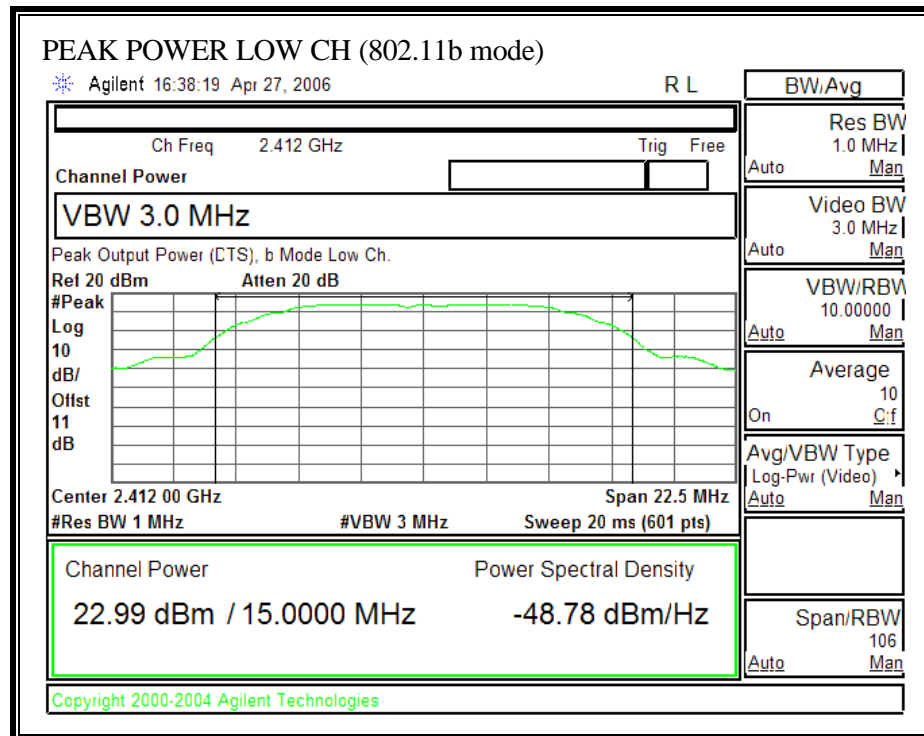 PEAK POWER LOW CH (802.11b mode)
Agilent 16:38:19 Apr 27, 2006 R L
BW/Avg
Ch Freq 2.412 GHz Trig Free
Channel Power
VBW 3.0 MHz
Peak Output Power (DTS), b Mode Low Ch.
Ref 20 dBm Atten 20 dB
#Peak
Log
10
dB/
Offst
11
dB
Center 2.412 00 GHz Span 22.5 MHz
#Res BW 1 MHz #VBW 3 MHz Sweep 20 ms (601 pts)
Channel Power Power Spectral Density
22.99 dBm / 15.0000 MHz -48.78 dBm/Hz
Copyright 2000-2004 Agilent Technologies
Res BW
1.0 MHz
Auto Man
Video BW
3.0 MHz
Auto Man
VBW/RBW
10.00000
Auto Man
Average
10
On Off
Avg/VBW Type
Log-Pwr (Video)
Auto Man
Span/RBW
106
Auto Man